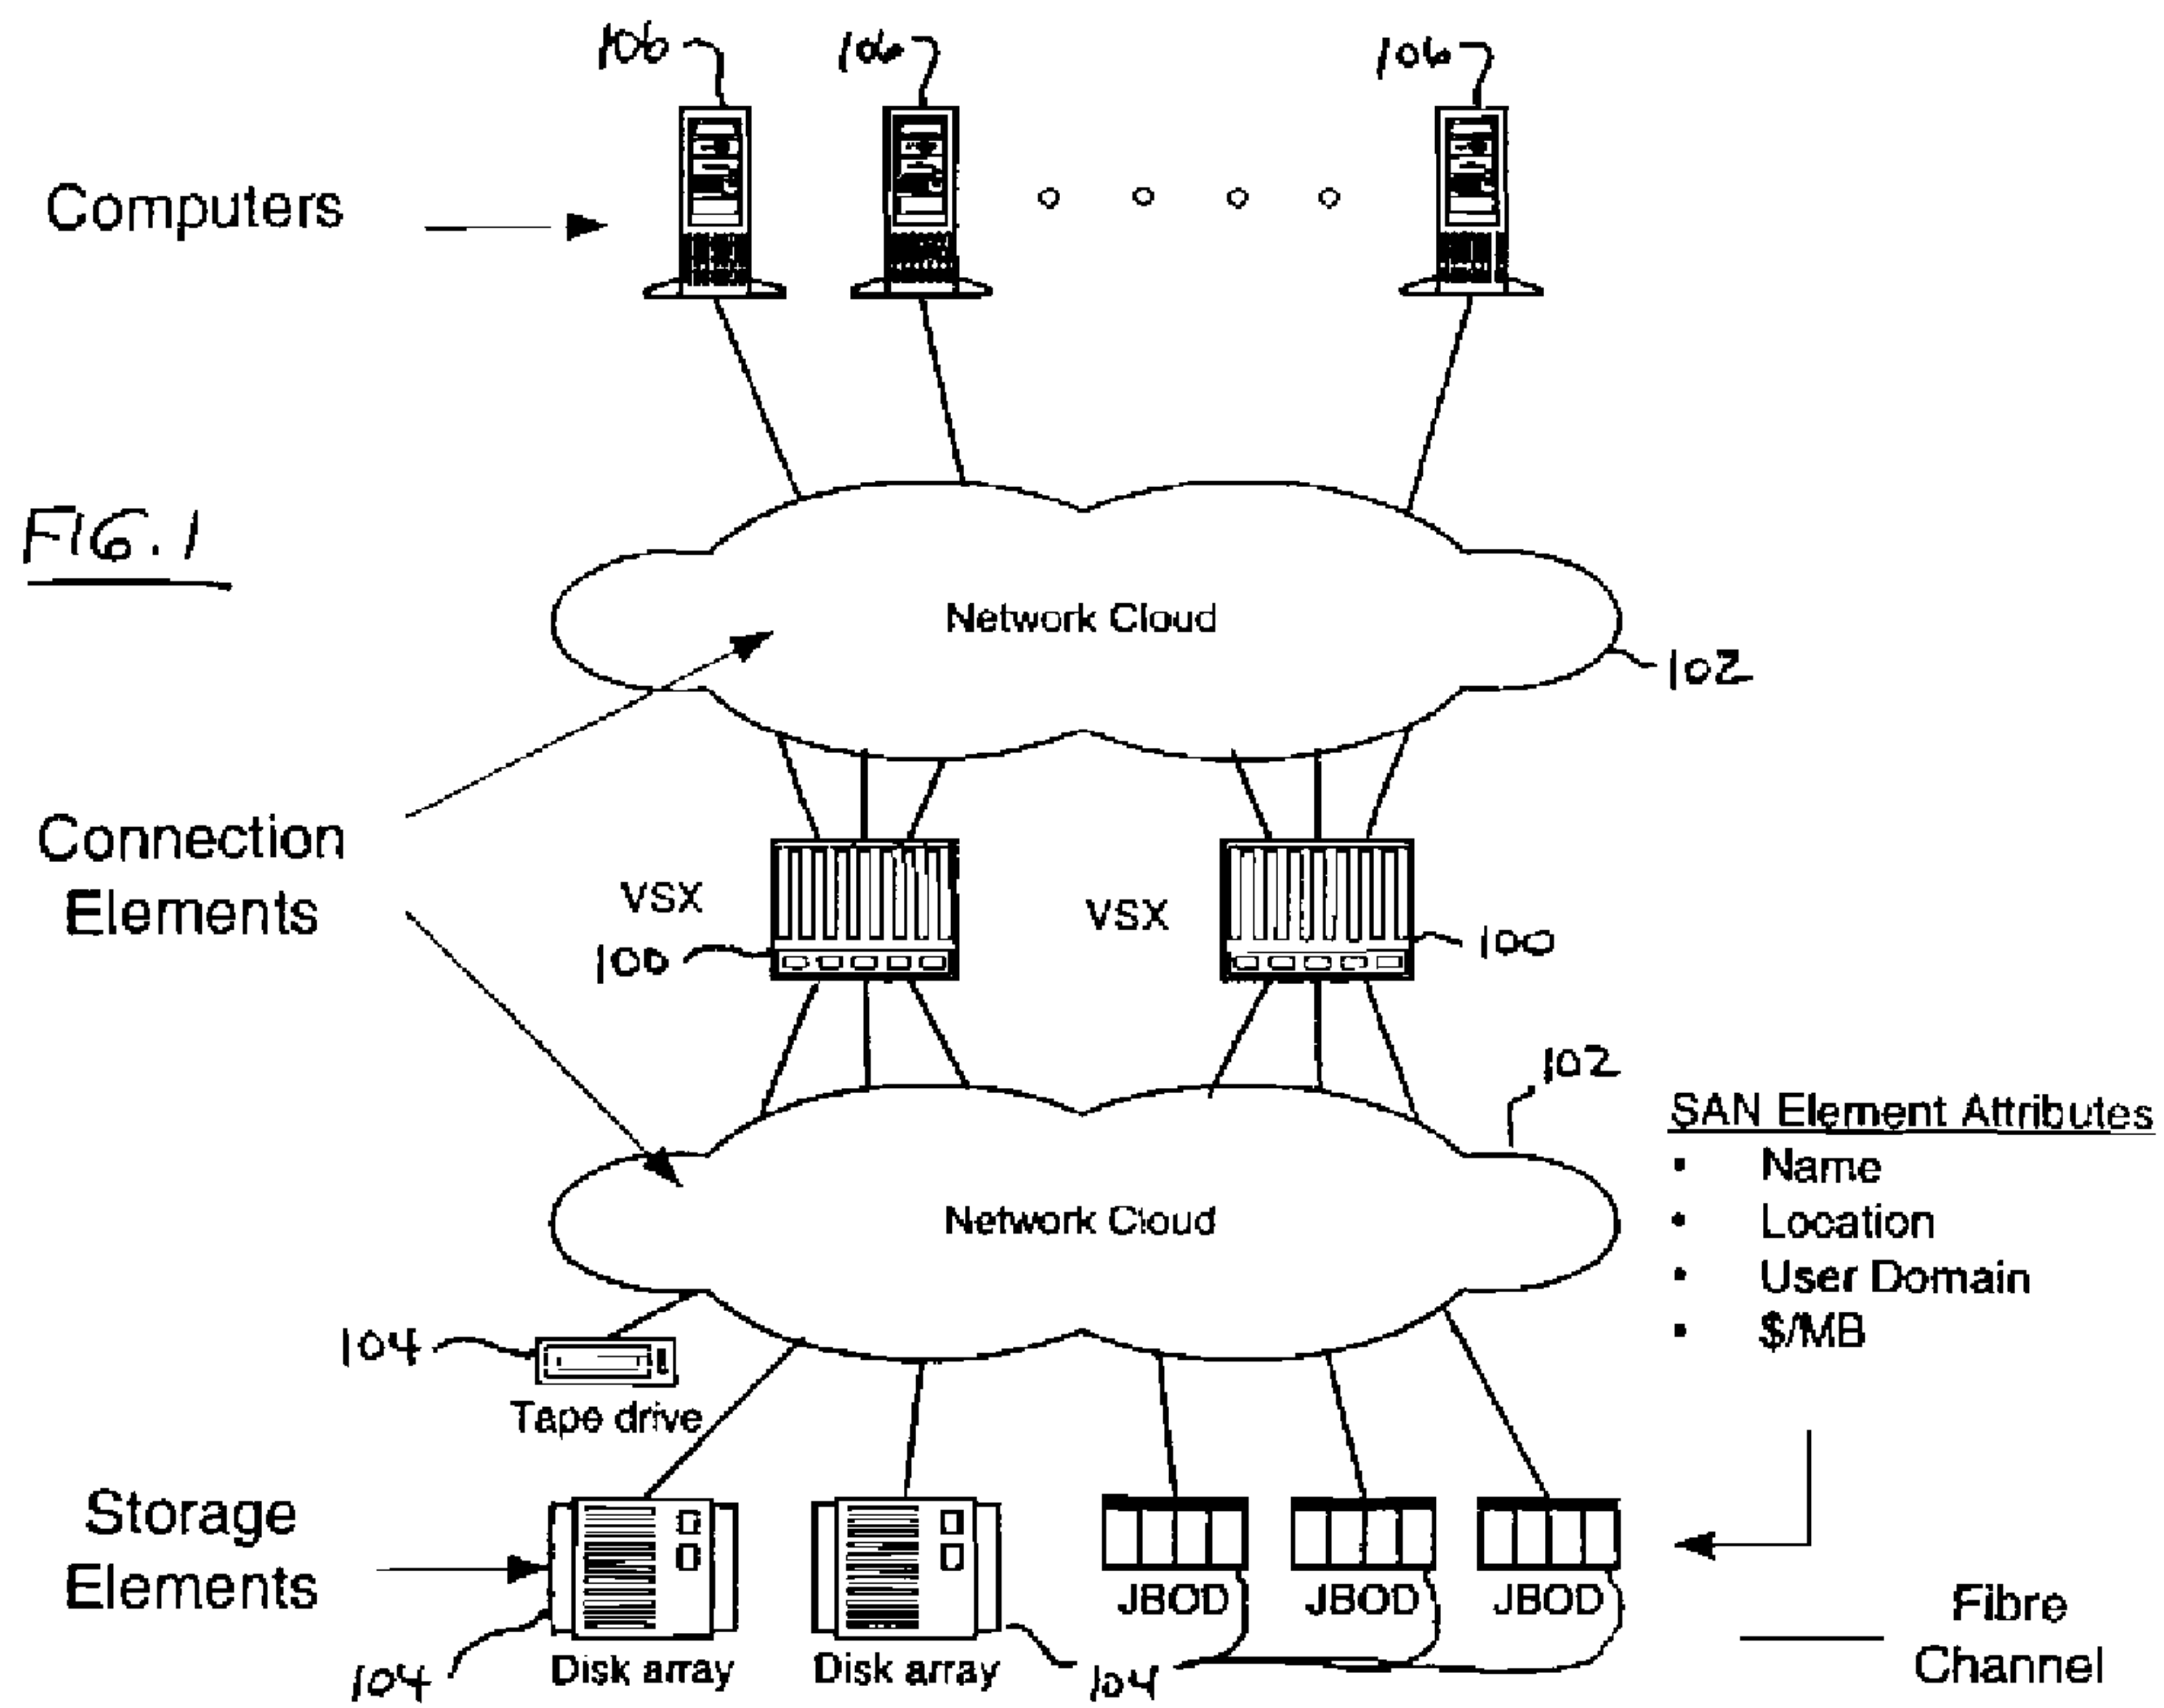 106 106 106
Computers
FIG. 1
Network Cloud
102
Connection
Elements
VSX
100
VSX
100
102
SAN Element Attributes
• Name
• Location
• User Domain
• $/MB
Network Cloud
104
Tape drive
Storage
Elements
JBOD JBOD JBOD
Fibre
Channel
104
Disk array
Disk array
104